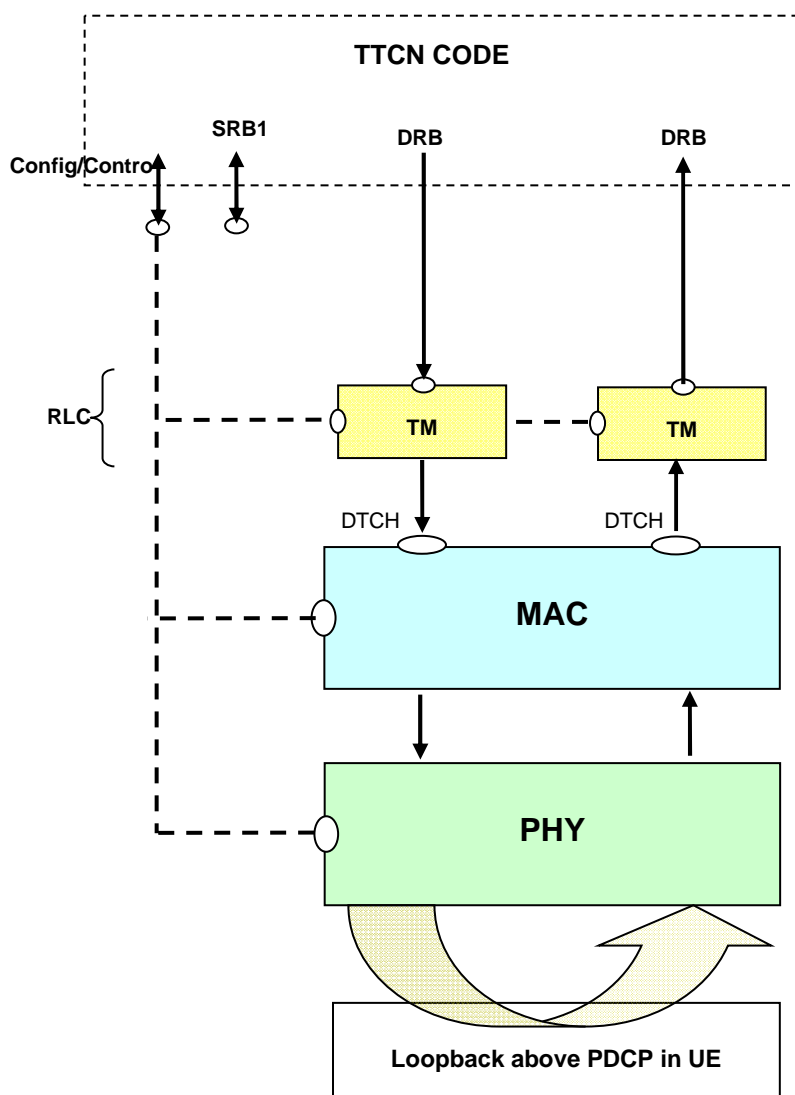 TTCN CODE
SRB1
DRB
DRB
Config/Contro
RLC
TM
TM
DTCH
DTCH
MAC
PHY
Loopback above PDCP in UE